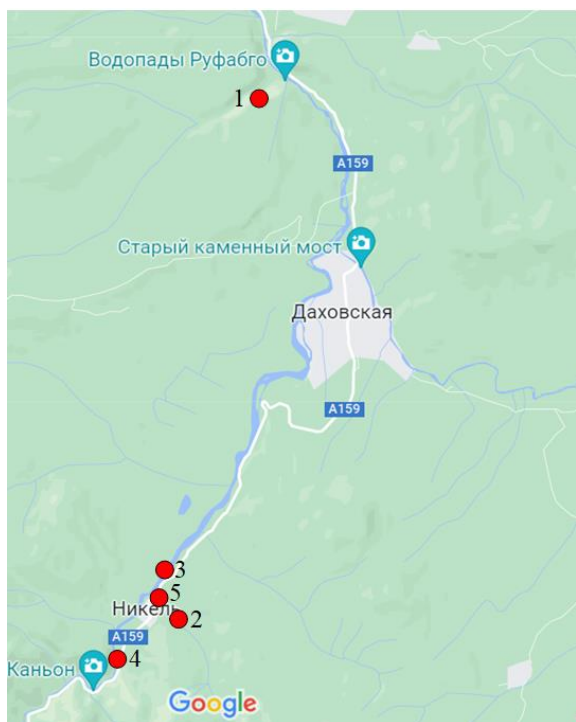 Водопады Руфабго
1
A159
Старый каменный мост
Даховская
A159
3
5
Никель
2
A159
4
Каньон
Google